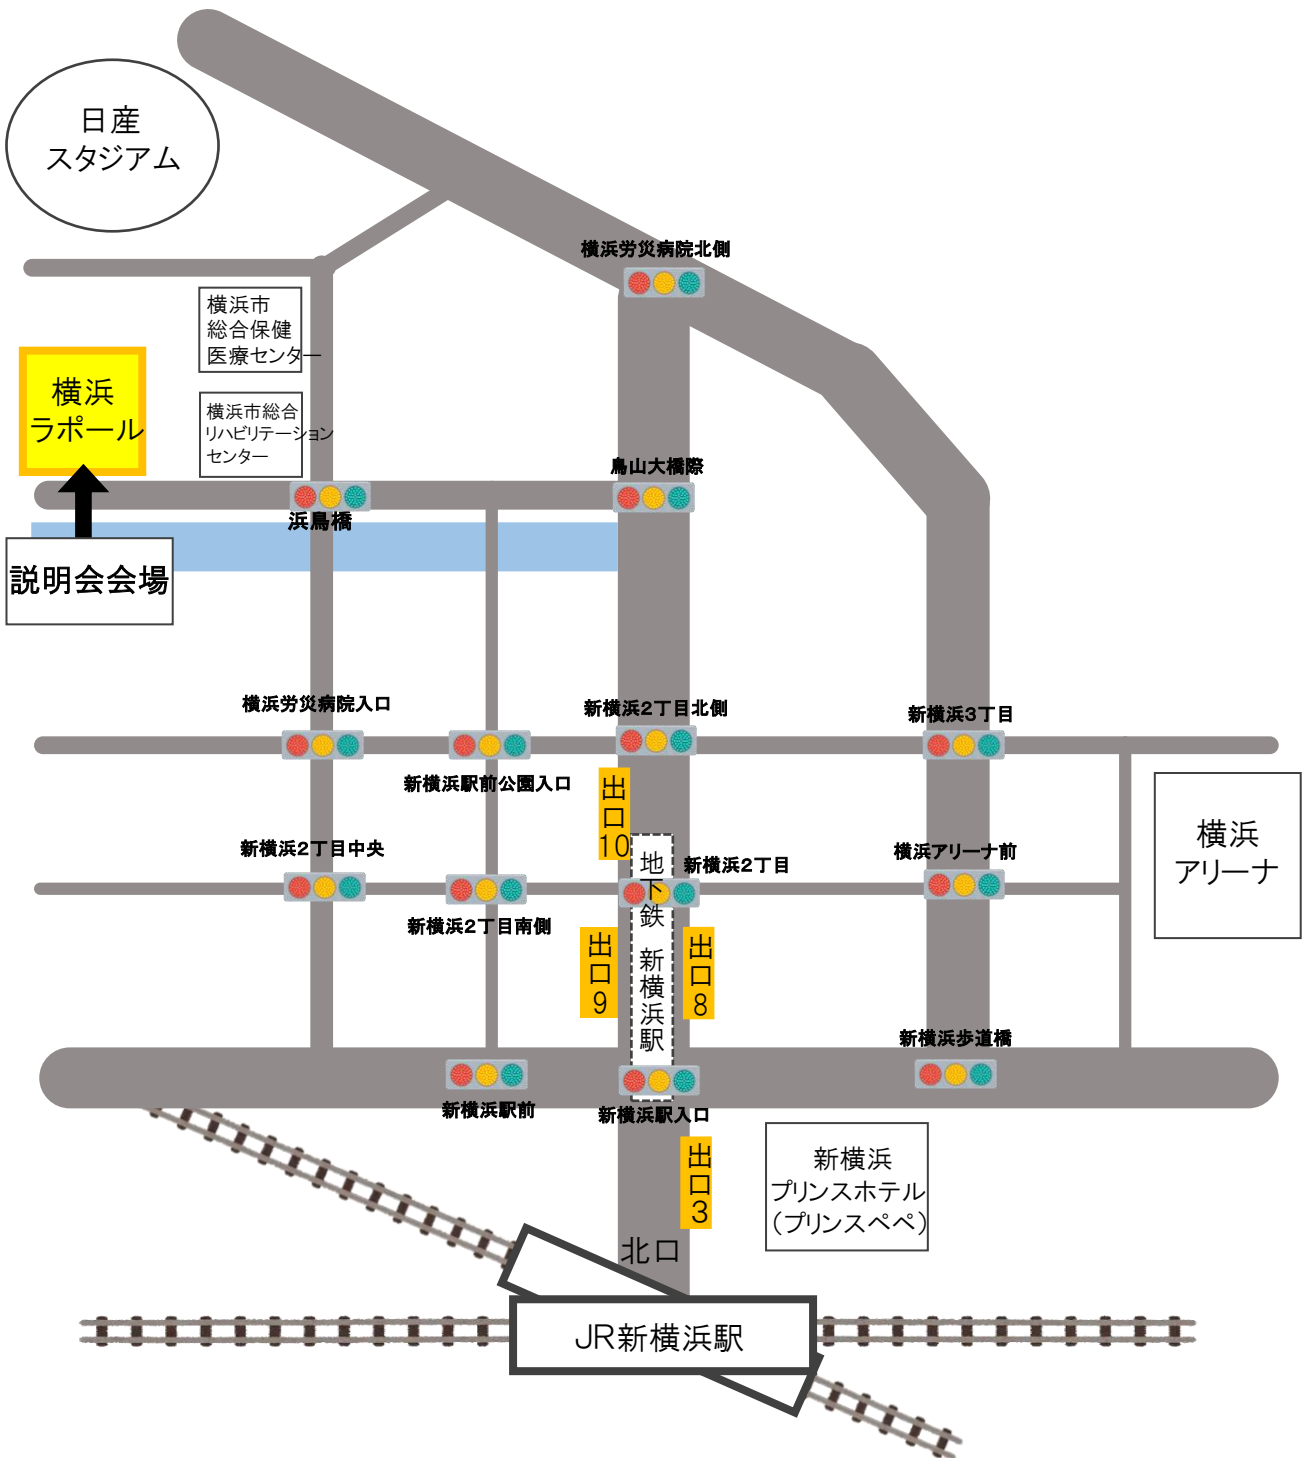 日産
スタジアム
横浜労災病院北側
横浜市
総合保健
医療センター
横浜
ラポール
横浜市総合
リハビリテーション
センター
鳥山大橋際
浜鳥橋
説明会会場
横浜労災病院入口
新横浜2丁目北側
新横浜3丁目
新横浜駅前公園入口
出口10
横浜
アリーナ
新横浜2丁目中央
地下鉄 新横浜駅
新横浜2丁目
横浜アリーナ前
新横浜2丁目南側
出口9
出口8
新横浜歩道橋
新横浜駅前
新横浜駅入口
出口3
新横浜
プリンスホテル
（プリンスペペ）
北口
JR新横浜駅